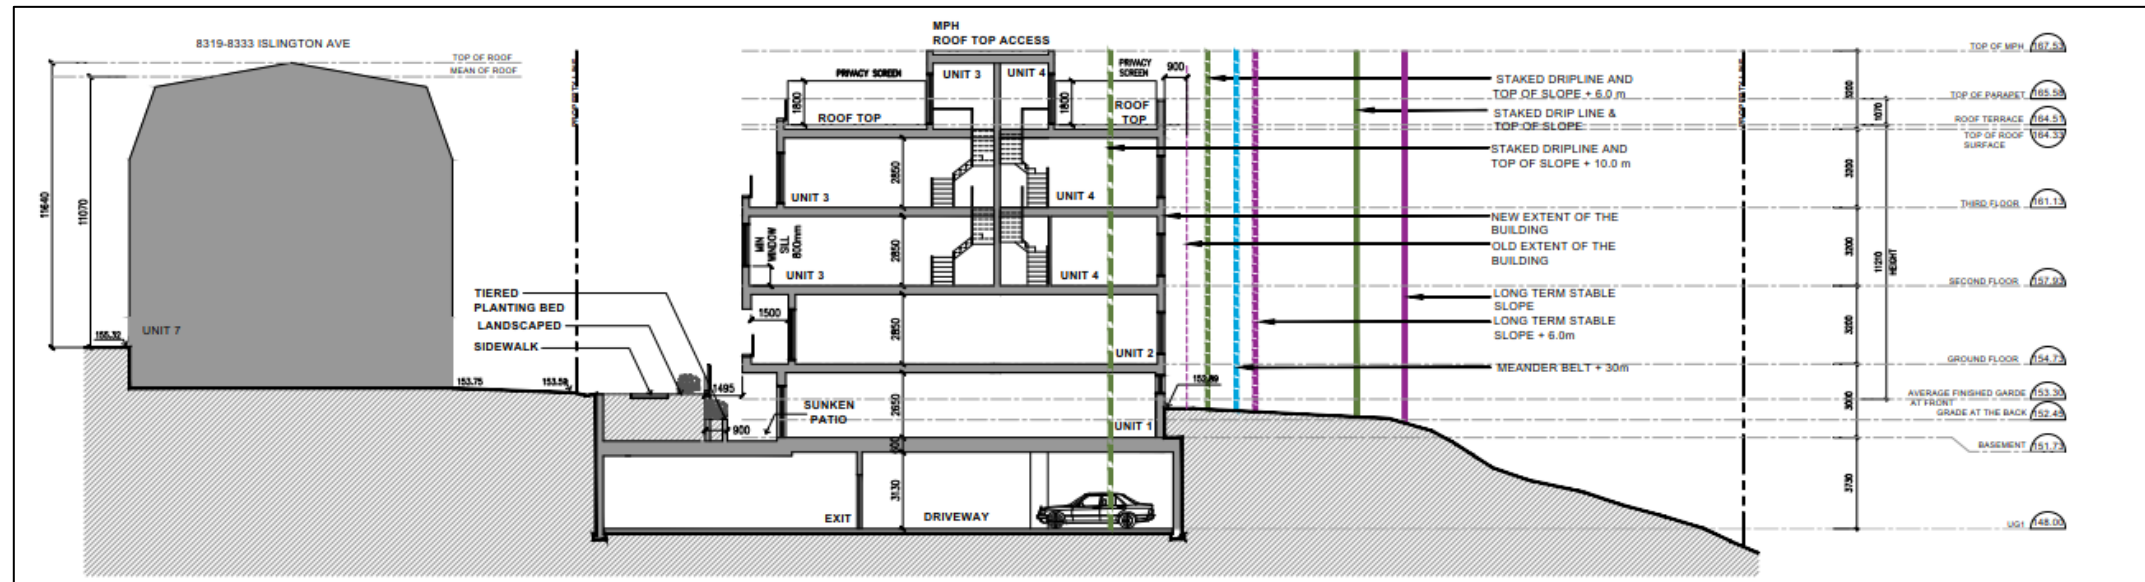 8319-8333 ISLINGTON AVE
TOP OF ROOF
MEAN OF ROOF
11640
11070
UNIT 7
155.32
153.75
153.59
PROPERTY LINE
TIERED
PLANTING BED
LANDSCAPED
SIDEWALK
1495
900
SUNKEN
PATIO
MPH
ROOF TOP ACCESS
PRIVACY SCREEN
1800
ROOF TOP
UNIT 3
UNIT 4
1800
PRIVACY
SCREEN
ROOF
TOP
900
2850
UNIT 3
UNIT 4
MIN
WINDOW
SILL
800mm
2850
UNIT 3
UNIT 4
1500
2850
UNIT 2
2650
UNIT 1
3130
EXIT
DRIVEWAY
STAKED DRIPLINE AND
TOP OF SLOPE + 6.0 m
STAKED DRIP LINE &
TOP OF SLOPE
STAKED DRIPLINE AND
TOP OF SLOPE + 10.0 m
NEW EXTENT OF THE
BUILDING
OLD EXTENT OF THE
BUILDING
LONG TERM STABLE
SLOPE
LONG TERM STABLE
SLOPE + 6.0m
MEANDER BELT + 30m
PROPERTY LINE
3200
1070
3200
3200
3200
3000
3730
11210
HEIGHT
TOP OF MPH 167.53
TOP OF PARAPET 165.58
ROOF TERRACE 164.51
TOP OF ROOF 164.33
SURFACE
THIRD FLOOR 161.13
SECOND FLOOR 157.93
GROUND FLOOR 154.73
AVERAGE FINISHED GARDE 153.30
AT FRONT
GRADE AT THE BACK 152.45
BASEMENT 151.73
UG1 148.00